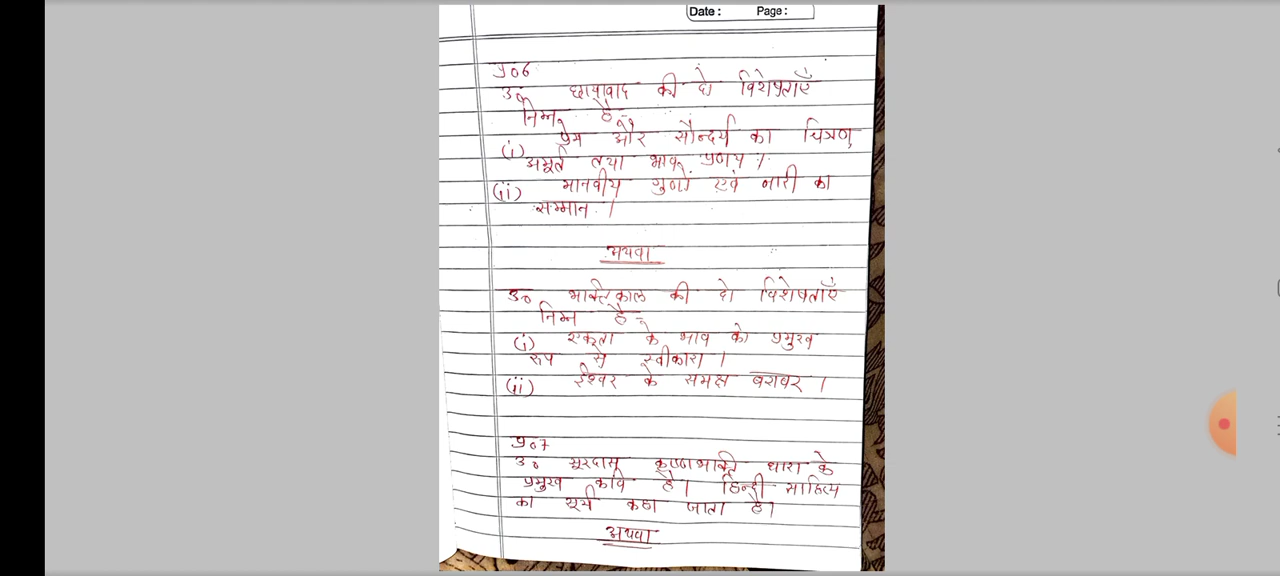 Date : Page :
प्र०6
उ० छायावाद की दो विशेषताएँ
निम्न है -
(i) प्रेम और सौन्दर्य का चित्रण,
अमूर्त तथा भाव प्रणय ।
(ii) मानवीय गुणों एवं नारी का
सम्मान ।
अथवा
उ० भक्तिकाल की दो विशेषताएँ
निम्न है -
(i) एकता के भाव को प्रमुख
रूप से स्वीकारा ।
(ii) ईश्वर के समक्ष बराबर ।
प्र०7
उ० सूरदास कृष्णभक्ति धारा के
प्रमुख कवि है। हिन्दी साहित्य
का सूर्य कहा जाता है।
अथवा